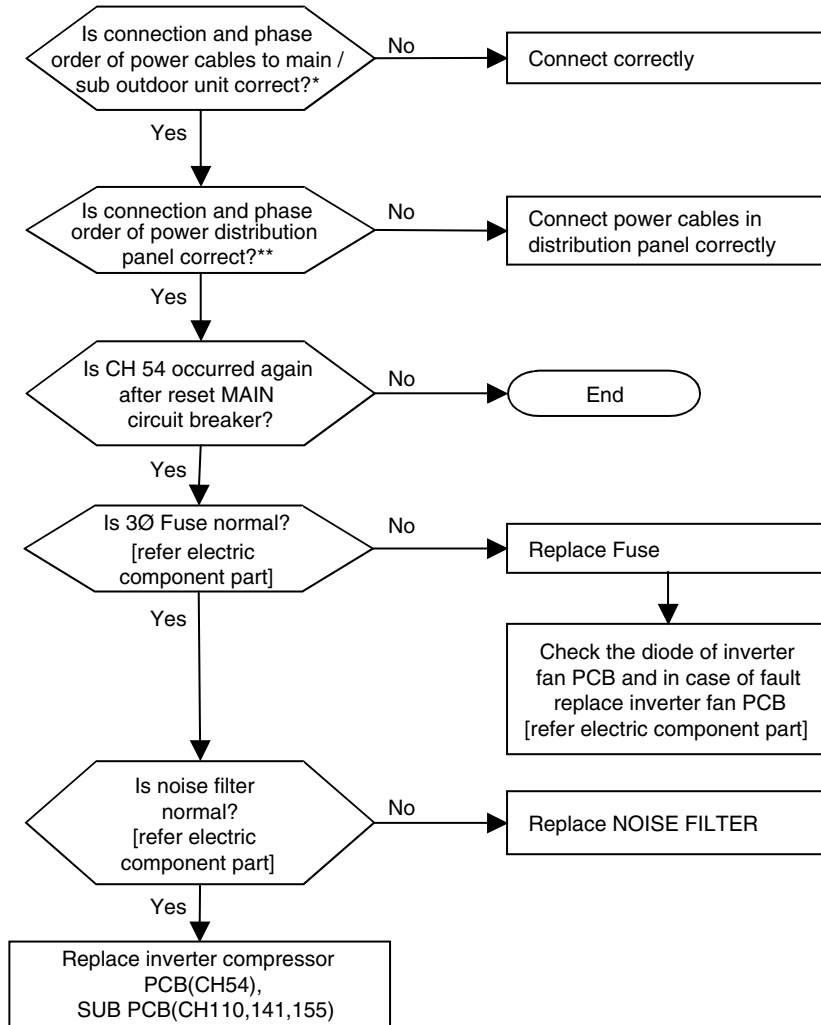 Is connection and phase
order of power cables to main /
sub outdoor unit correct?*
No
Connect correctly
Yes
Is connection and phase
order of power distribution
panel correct?**
No
Connect power cables in
distribution panel correctly
Yes
Is CH 54 occurred again
after reset MAIN
circuit breaker?
No
End
Yes
Is 3Ø Fuse normal?
[refer electric
component part]
No
Replace Fuse
Yes
Check the diode of inverter
fan PCB and in case of fault
replace inverter fan PCB
[refer electric component part]
Is noise filter
normal?
[refer electric
component part]
No
Replace NOISE FILTER
Yes
Replace inverter compressor
PCB(CH54),
SUB PCB(CH110,141,155)